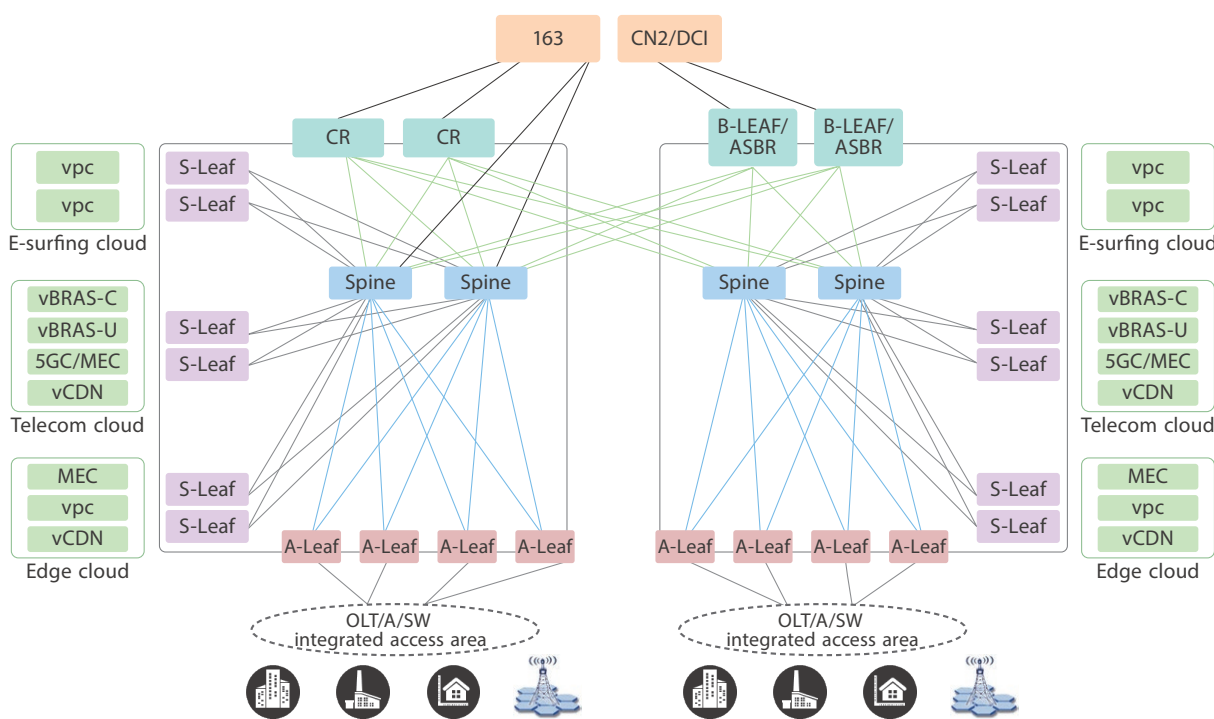 163
CN2/DCI
CR
CR
B-LEAF/
ASBR
B-LEAF/
ASBR
vpc
vpc
E-surfing cloud
S-Leaf
S-Leaf
S-Leaf
S-Leaf
vpc
vpc
E-surfing cloud
Spine
Spine
Spine
Spine
vBRAS-C
vBRAS-U
5GC/MEC
vCDN
Telecom cloud
S-Leaf
S-Leaf
S-Leaf
S-Leaf
vBRAS-C
vBRAS-U
5GC/MEC
vCDN
Telecom cloud
MEC
vpc
vCDN
Edge cloud
S-Leaf
S-Leaf
S-Leaf
S-Leaf
MEC
vpc
vCDN
Edge cloud
A-Leaf
A-Leaf
A-Leaf
A-Leaf
A-Leaf
A-Leaf
A-Leaf
A-Leaf
OLT/A/SW
integrated access area
OLT/A/SW
integrated access area